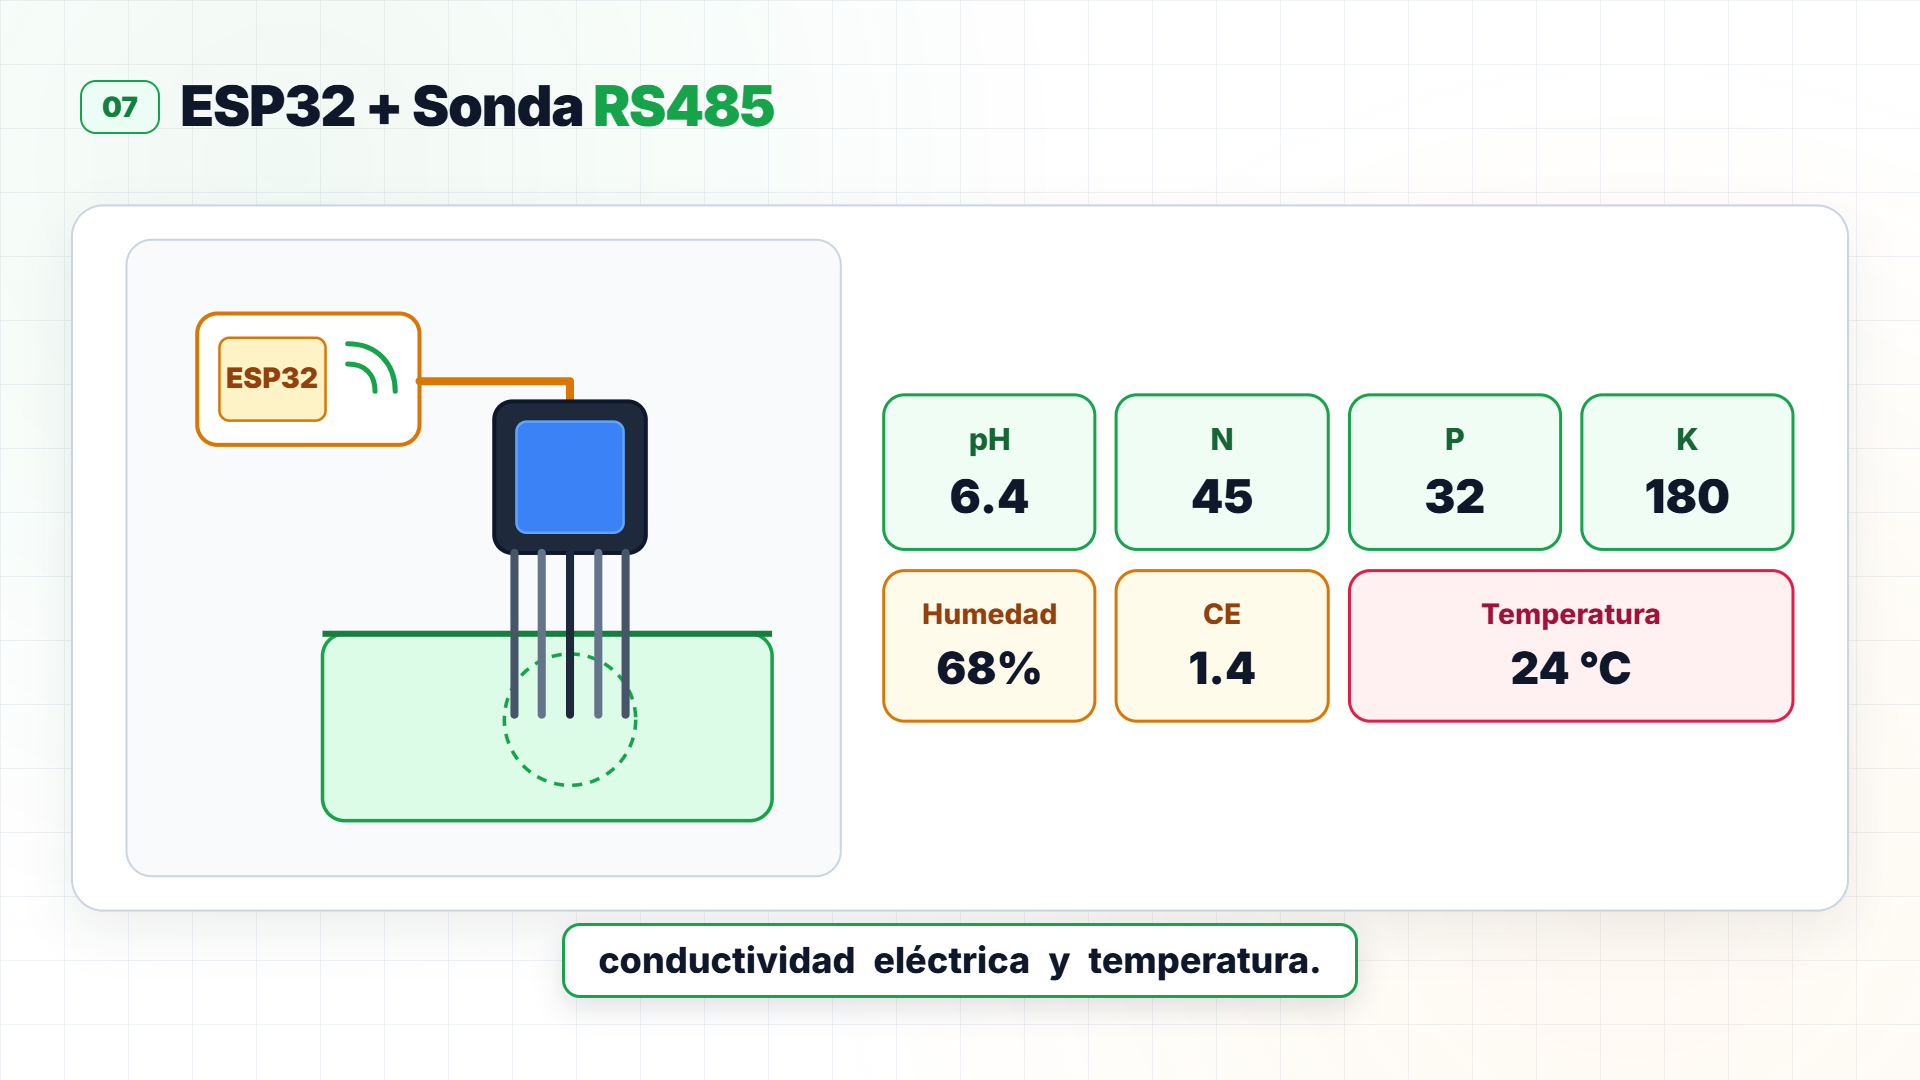 07
ESP32 + Sonda RS485
ESP32
pH
6.4
N
45
P
32
K
180
Humedad
68%
CE
1.4
Temperatura
24 °C
conductividad eléctrica y temperatura.